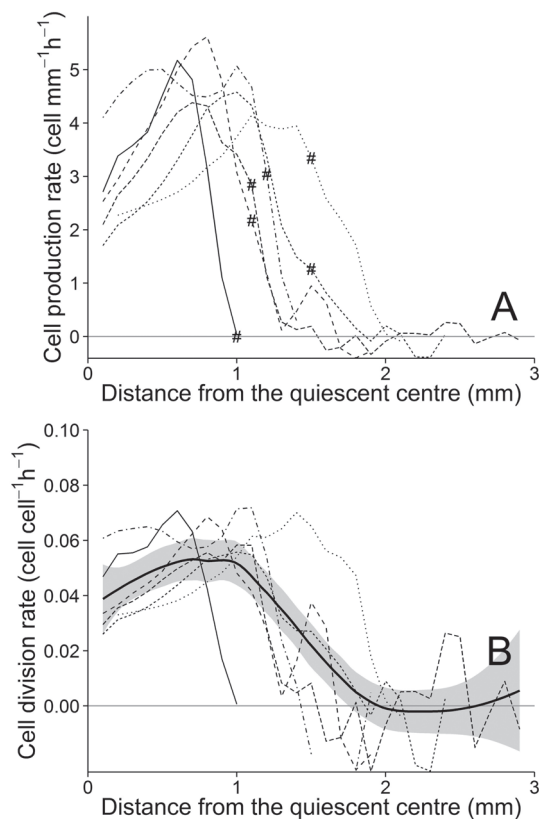 Cell production rate (cell mm⁻¹h⁻¹)
5
4
3
2
1
0
# # # # # #
A
0 1 2 3
Distance from the quiescent centre (mm)
Cell division rate (cell cell⁻¹h⁻¹)
0.10
0.08
0.06
0.04
0.02
0.00
B
0 1 2 3
Distance from the quiescent centre (mm)